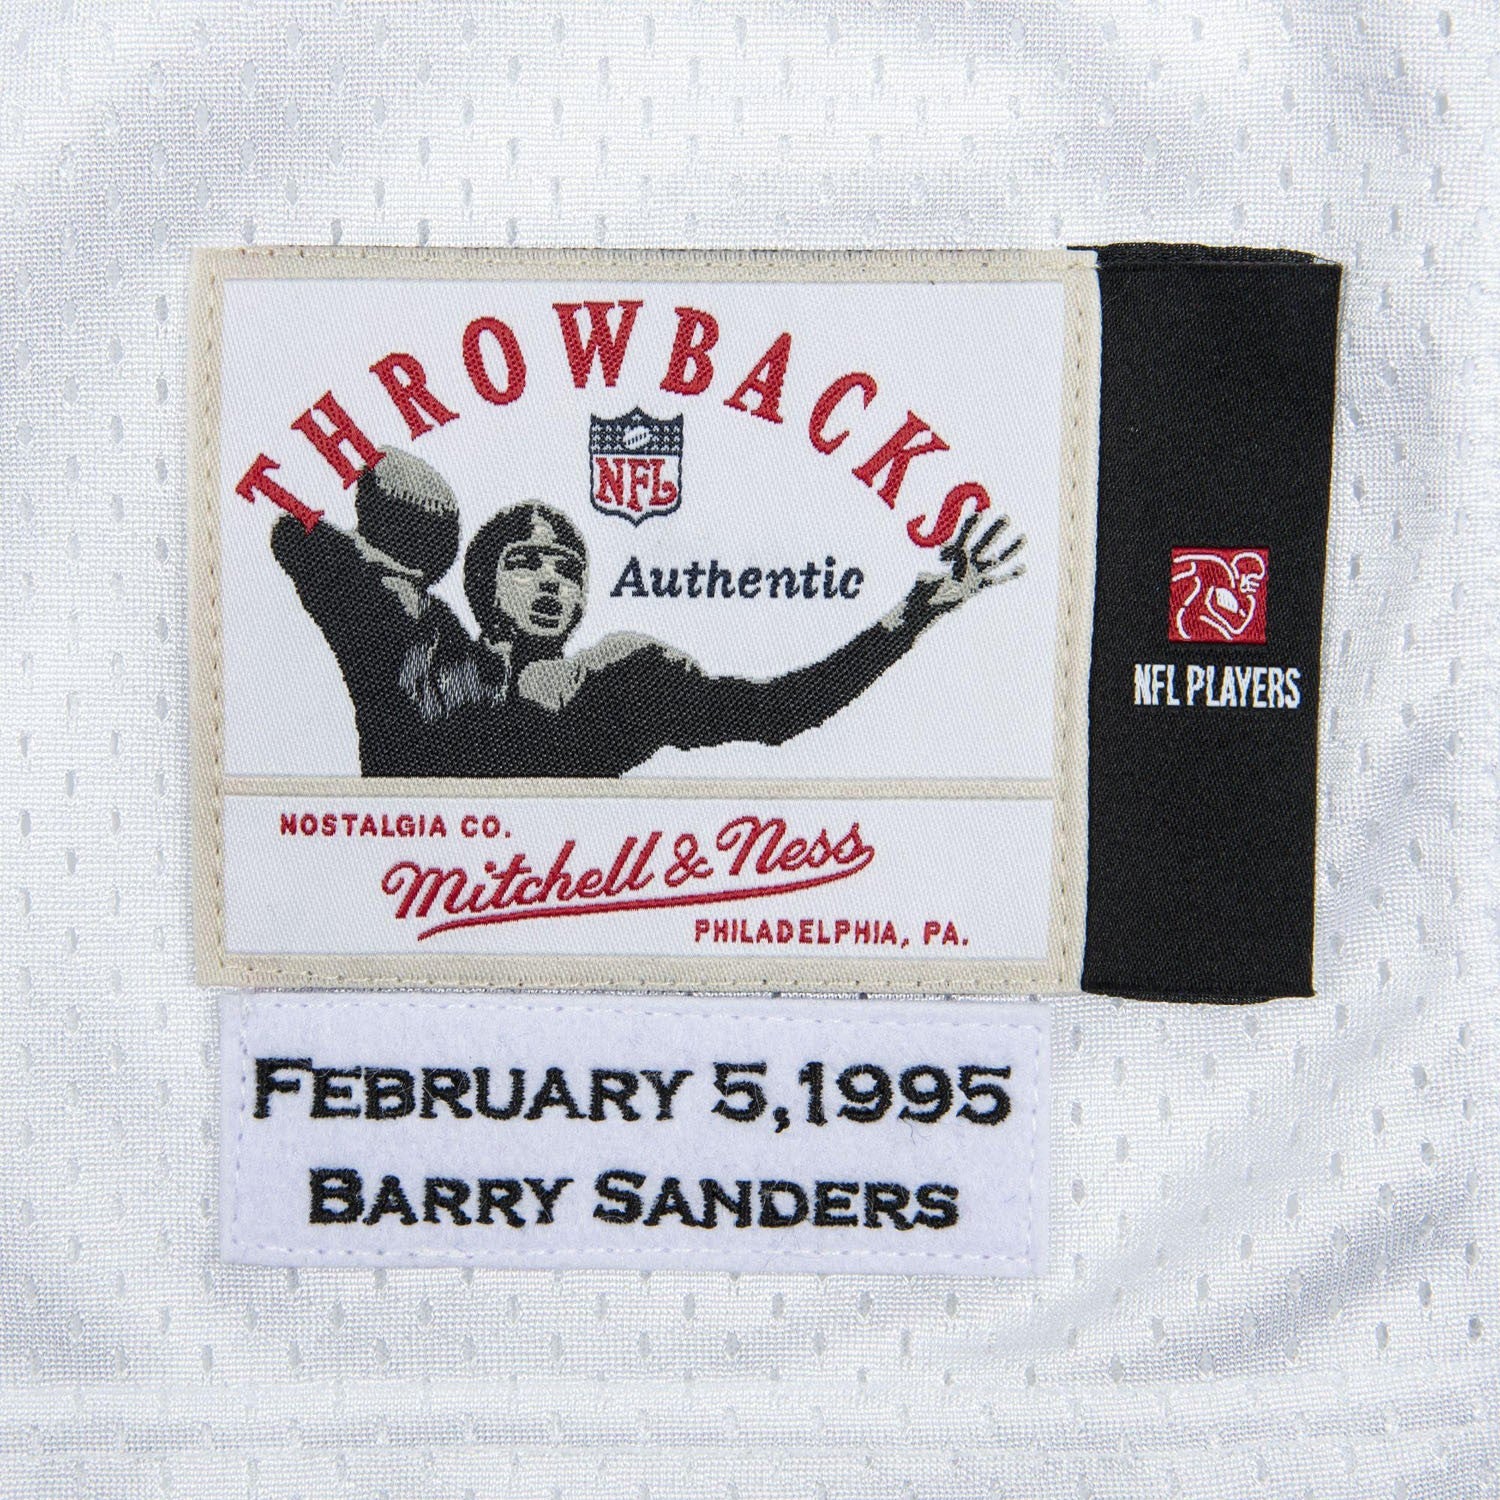 THROWBACKS
NFL
Authentic
NFL PLAYERS
NOSTALGIA CO.
Mitchell & Ness
PHILADELPHIA, PA.
FEBRUARY 5,1995
BARRY SANDERS